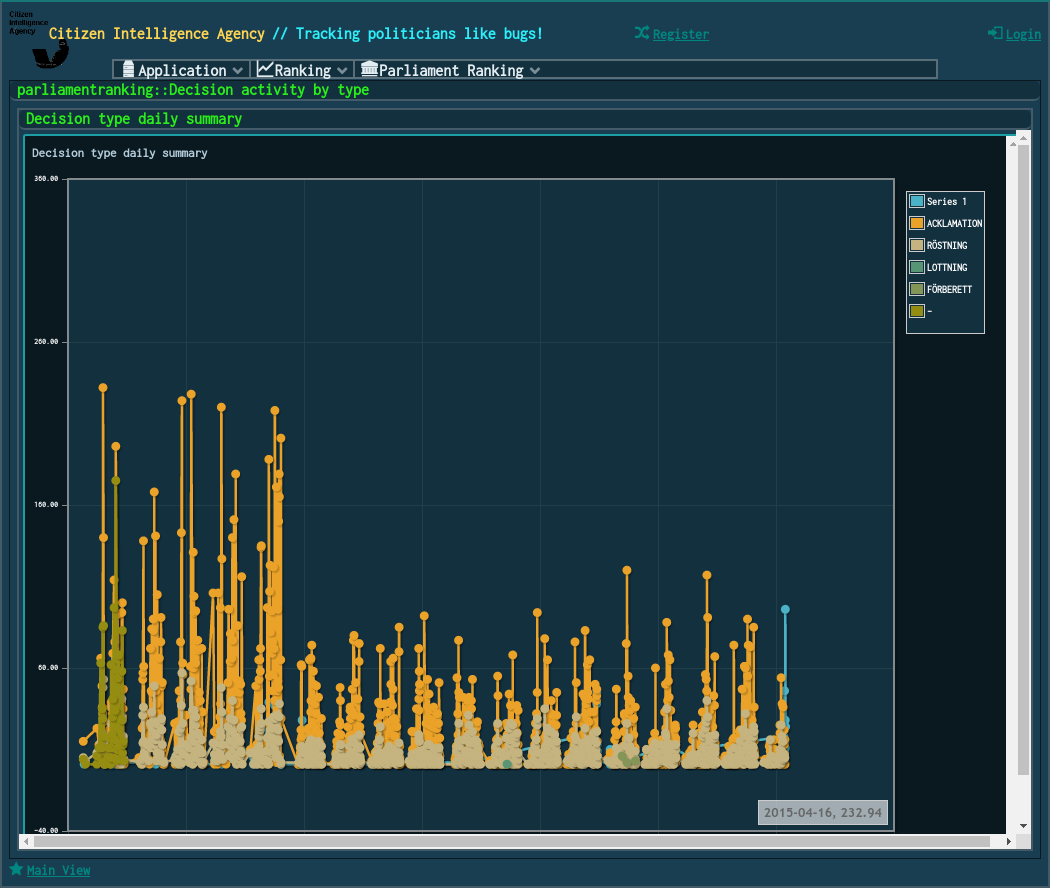 Citizen
Intelligence
Agency
Citizen Intelligence Agency // Tracking politicians like bugs!
Register
Login
Application
Ranking
Parliament Ranking
parliamentranking::Decision activity by type
Decision type daily summary
Decision type daily summary
360.00
260.00
160.00
60.00
-40.00
Series 1
ACKLAMATION
RÖSTNING
LOTTNING
FÖRBERETT
-
2015-04-16, 232.94
Main View